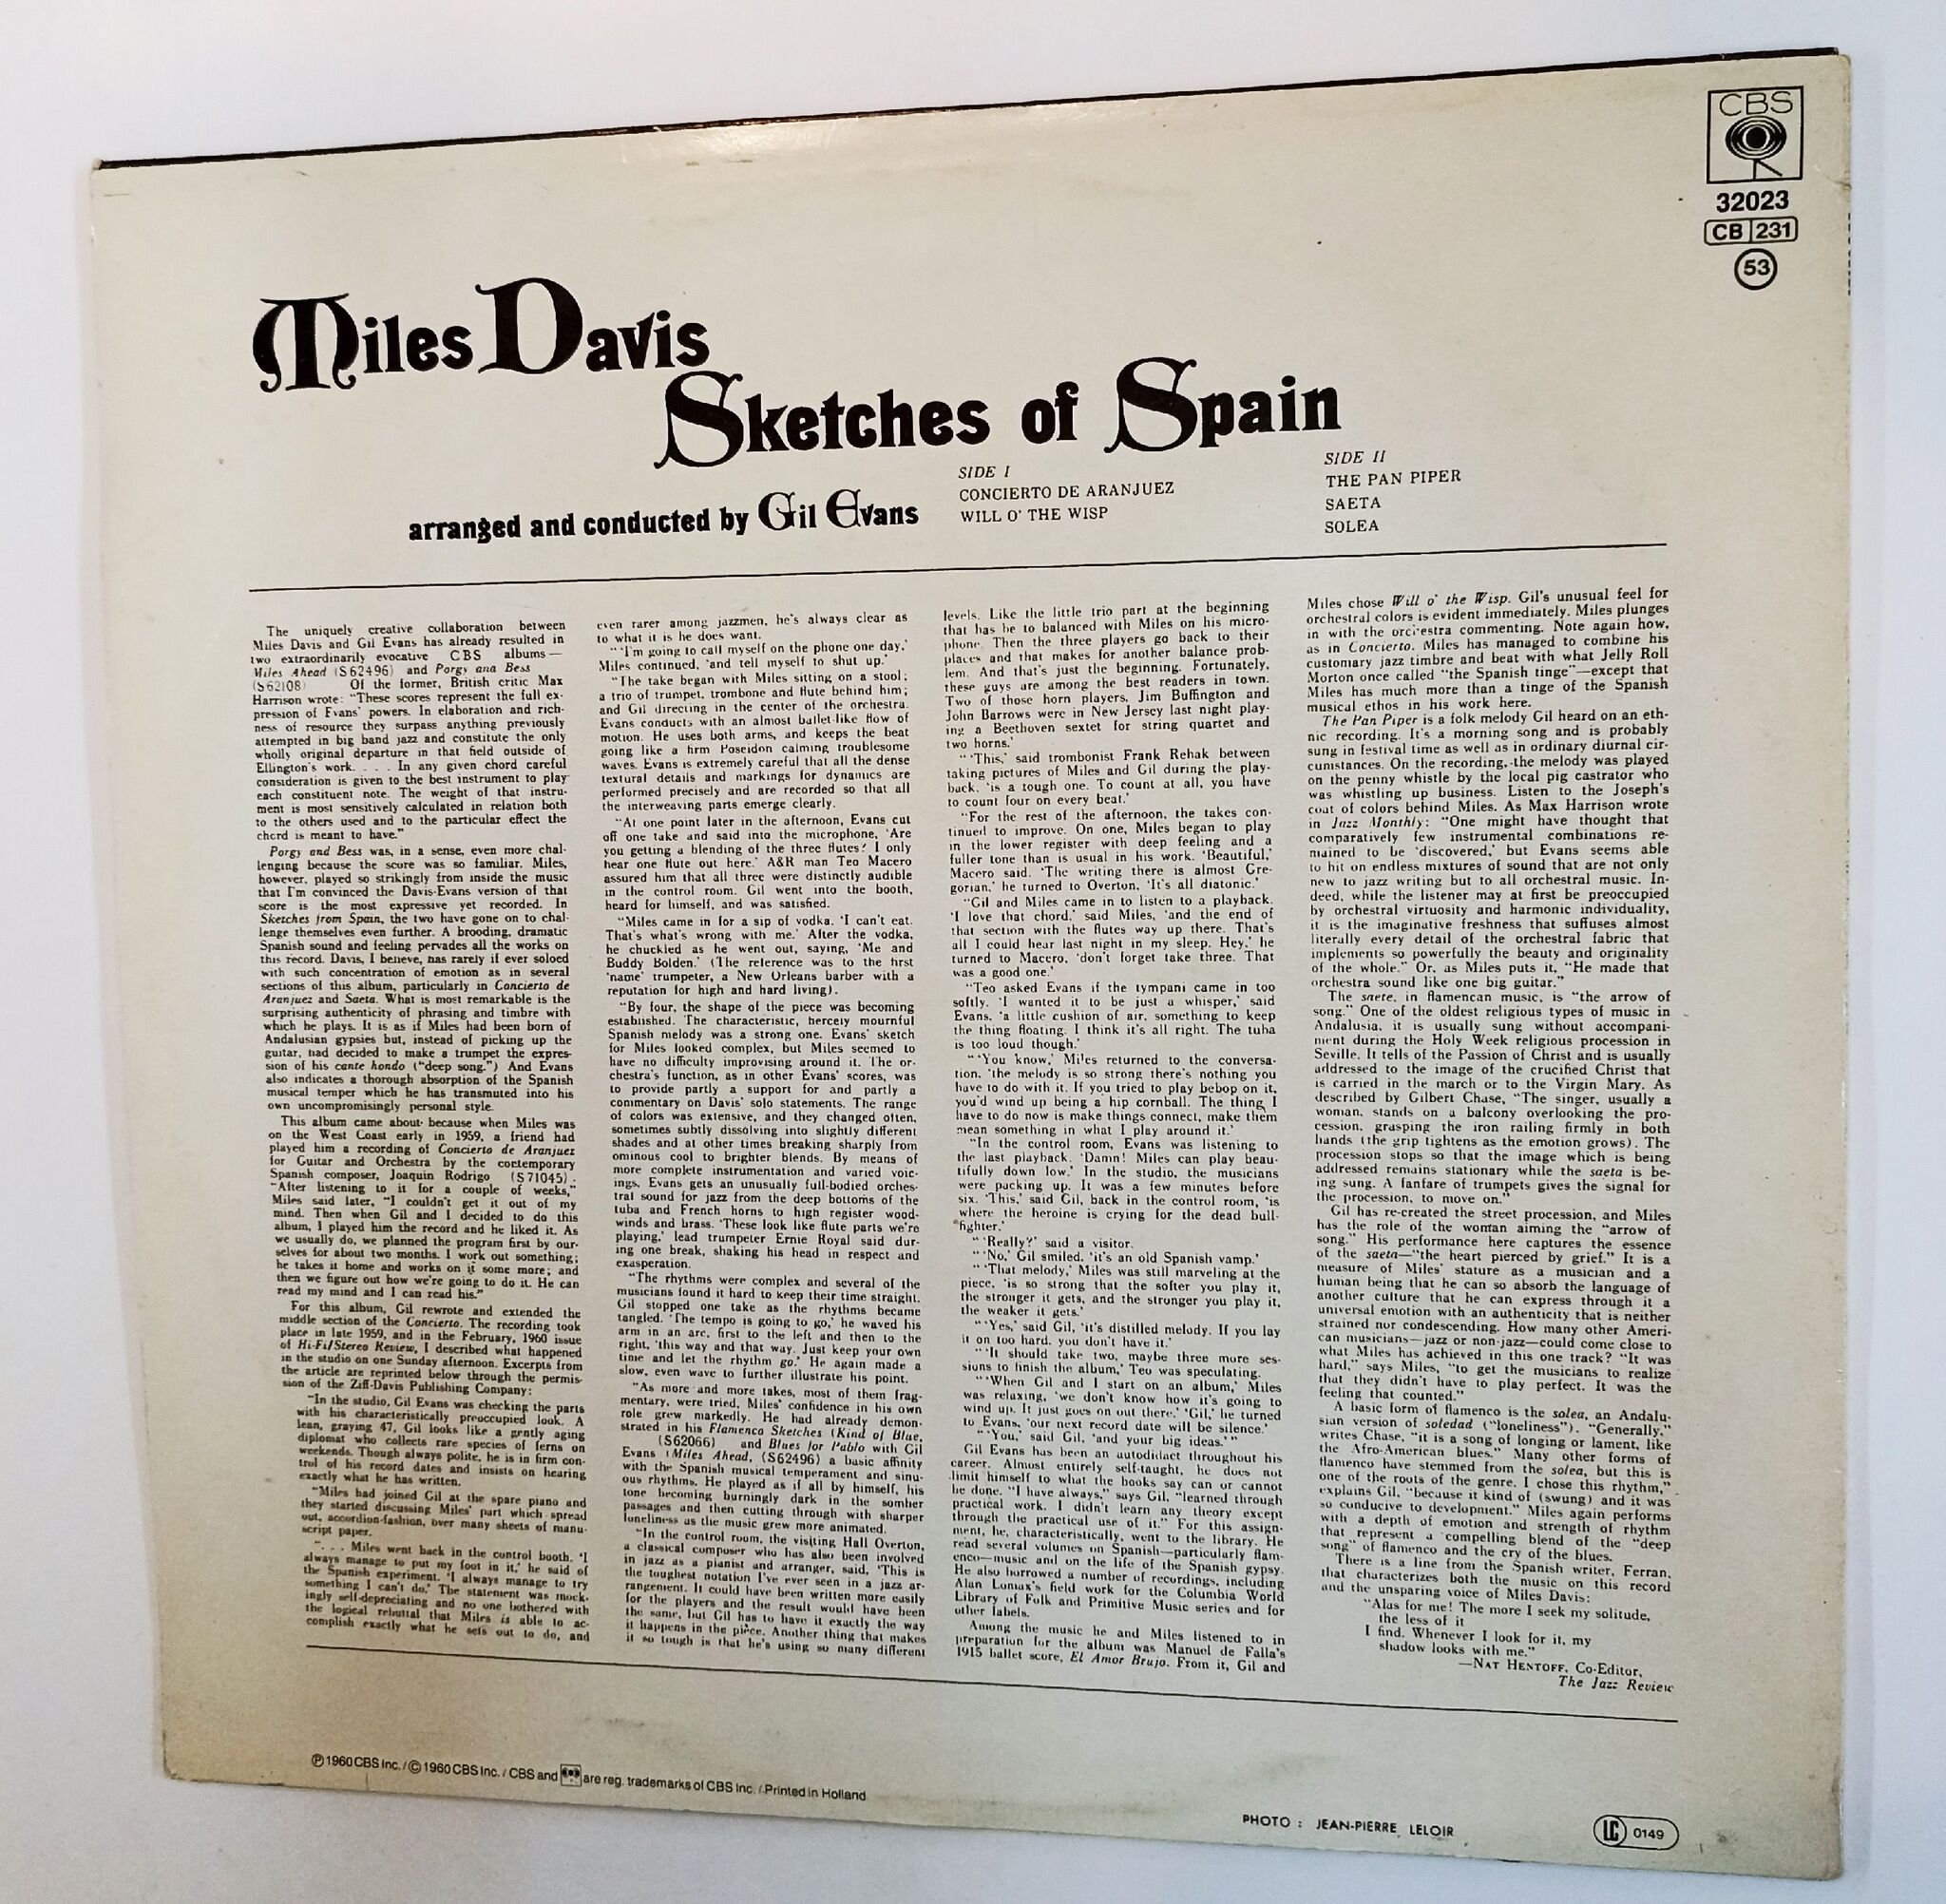 CBS
32023
CB 231
53
Miles Davis
Sketches of Spain
arranged and conducted by Gil Evans
SIDE I
CONCIERTO DE ARANJUEZ
WILL O' THE WISP
SIDE II
THE PAN PIPER
SAETA
SOLEA
The uniquely creative collaboration between
Miles Davis and Gil Evans has already resulted in
two extraordinarily evocative CBS albums—
Miles Ahead (S62496) and Porgy and Bess
(S62108) Of the former, British critic Max
Harrison wrote: "These scores represent the full ex-
pression of Evans' powers. In elaboration and rich-
ness of resource they surpass anything previously
attempted in big band jazz and constitute the only
wholly original departure in that field outside of
Ellington's work. . . . In any given chord careful
consideration is given to the best instrument to play
each constituent note. The weight of that instru-
ment is most sensitively calculated in relation both
to the others used and to the particular effect the
chord is meant to have."
Porgy and Bess was, in a sense, even more chal-
lenging because the score was so familiar. Miles,
however, played so strikingly from inside the music
that I'm convinced the Davis-Evans version of that
score is the most expressive yet recorded. In
Sketches from Spain, the two have gone on to chal-
lenge themselves even further. A brooding, dramatic
Spanish sound and feeling pervades all the works on
this record. Davis, I believe, has rarely if ever soloed
with such concentration of emotion as in several
sections of this album, particularly in Concierto de
Aranjuez and Saeta. What is most remarkable is the
surprising authenticity of phrasing and timbre with
which he plays. It is as if Miles had been born of
Andalusian gypsies but, instead of picking up the
guitar, had decided to make a trumpet the expres-
sion of his cante hondo ("deep song.") And Evans
also indicates a thorough absorption of the Spanish
musical temper which he has transmuted into his
own uncompromisingly personal style.
This album came about because when Miles was
on the West Coast early in 1959, a friend had
played him a recording of Concierto de Aranjuez
for Guitar and Orchestra by the contemporary
Spanish composer, Joaquin Rodrigo (S71045).
"After listening to it for a couple of weeks,"
Miles said later, "I couldn't get it out of my
mind. Then when Gil and I decided to do this
album, I played him the record and he liked it. As
we usually do, we planned the program first by our-
selves for about two months. I work out something;
he takes it home and works on it some more; and
then we figure out how we're going to do it. He can
read my mind and I can read his."
For this album, Gil rewrote and extended the
middle section of the Concierto. The recording took
place in late 1959, and in the February, 1960 issue
of Hi-Fi/Stereo Review, I described what happened
in the studio on one Sunday afternoon. Excerpts from
the article are reprinted below through the permis-
sion of the Ziff-Davis Publishing Company:
"In the studio, Gil Evans was checking the parts
with his characteristically preoccupied look. A
lean, graying 47, Gil looks like a gently aging
diplomat who collects rare species of ferns on
weekends. Though always polite, he is in firm con-
trol of his record dates and insists on hearing
exactly what he has written.
"Miles had joined Gil at the spare piano and
they started discussing Miles' part which spread
out, accordion-fashion, over many sheets of manu-
script paper.
". . . Miles went back in the control booth. 'I
always manage to put my foot in it,' he said of
the Spanish experiment. 'I always manage to try
something I can't do.' The statement was mock-
ingly self-depreciating and no one bothered with
the logical rebuttal that Miles is able to ac-
complish exactly what he sets out to do, and
even rarer among jazzmen, he's always clear as
to what it is he does want.
"'I'm going to call myself on the phone one day,'
Miles continued, 'and tell myself to shut up.'
"The take began with Miles sitting on a stool;
a trio of trumpet, trombone and flute behind him;
and Gil directing in the center of the orchestra.
Evans conducts with an almost ballet-like flow of
motion. He uses both arms, and keeps the beat
going like a firm Poseidon calming troublesome
waves. Evans is extremely careful that all the dense
textural details and markings for dynamics are
performed precisely and are recorded so that all
the interweaving parts emerge clearly.
"At one point later in the afternoon, Evans cut
off one take and said into the microphone, 'Are
you getting a blending of the three flutes? I only
hear one flute out here.' A&R man Teo Macero
assured him that all three were distinctly audible
in the control room. Gil went into the booth,
heard for himself, and was satisfied.
"Miles came in for a sip of vodka. 'I can't eat.
That's what's wrong with me.' After the vodka,
he chuckled as he went out, saying, 'Me and
Buddy Bolden.' (The reference was to the first
'name' trumpeter, a New Orleans barber with a
reputation for high and hard living).
"By four, the shape of the piece was becoming
established. The characteristic, fiercely mournful
Spanish melody was a strong one. Evans' sketch
for Miles looked complex, but Miles seemed to
have no difficulty improvising around it. The or-
chestra's function, as in other Evans' scores, was
to provide partly a support for and partly a
commentary on Davis' solo statements. The range
of colors was extensive, and they changed often,
sometimes subtly dissolving into slightly different
shades and at other times breaking sharply from
ominous cool to brighter blends. By means of
more complete instrumentation and varied voic-
ings, Evans gets an unusually full-bodied orches-
tral sound for jazz from the deep bottoms of the
tuba and French horns to high register wood-
winds and brass. 'These look like flute parts we're
playing,' lead trumpeter Ernie Royal said dur-
ing one break, shaking his head in respect and
exasperation.
"The rhythms were complex and several of the
musicians found it hard to keep their time straight.
Gil stopped one take as the rhythms became
tangled. 'The tempo is going to go,' he waved his
arm in an arc, first to the left and then to the
right, 'this way and that way. Just keep your own
time and let the rhythm go.' He again made a
slow, even wave to further illustrate his point.
"As more and more takes, most of them frag-
mentary, were tried, Miles' confidence in his own
role grew markedly. He had already demon-
strated in his Flamenco Sketches (Kind of Blue,
(S62066) and Blues for Pablo with Gil
Evans (Miles Ahead, (S62496) a basic affinity
with the Spanish musical temperament and sinu-
ous rhythms. He played as if all by himself, his
tone becoming burningly dark in the somber
passages and then cutting through with sharper
loneliness as the music grew more animated.
"In the control room, the visiting Hall Overton,
a classical composer who has also been involved
in jazz as a pianist and arranger, said, 'This is
the toughest notation I've ever seen in a jazz ar-
rangement. It could have been written more easily
for the players and the result would have been
the same, but Gil has to have it exactly the way
it happens in the piece. Another thing that makes
it so tough is that he's using so many different
levels. Like the little trio part at the beginning
that has he to balanced with Miles on his micro-
phone. Then the three players go back to their
places and that makes for another balance prob-
lem. And that's just the beginning. Fortunately,
these guys are among the best readers in town.
Two of those horn players, Jim Buffington and
John Barrows were in New Jersey last night play-
ing a Beethoven sextet for string quartet and
two horns.'
"'This,' said trombonist Frank Rehak between
taking pictures of Miles and Gil during the play-
back, 'is a tough one. To count at all, you have
to count four on every beat.'
"For the rest of the afternoon, the takes con-
tinued to improve. On one, Miles began to play
in the lower register with deep feeling and a
fuller tone than is usual in his work. 'Beautiful,'
Macero said. 'The writing there is almost Gre-
gorian,' he turned to Overton, 'It's all diatonic.'
"Gil and Miles came in to listen to a playback.
'I love that chord,' said Miles, 'and the end of
that section with the flutes way up there. That's
all I could hear last night in my sleep. Hey,' he
turned to Macero, 'don't forget take three. That
was a good one.'
"Teo asked Evans if the tympani came in too
softly. 'I wanted it to be just a whisper,' said
Evans, 'a little cushion of air, something to keep
the thing floating. I think it's all right. The tuba
is too loud though.'
"'You know,' Miles returned to the conversa-
tion, 'the melody is so strong there's nothing you
have to do with it. If you tried to play bebop on it,
you'd wind up being a hip cornball. The thing I
have to do now is make things connect, make them
mean something in what I play around it.'
"In the control room, Evans was listening to
the last playback. 'Damn! Miles can play beau-
tifully down low.' In the studio, the musicians
were packing up. It was a few minutes before
six. 'This,' said Gil, back in the control room, 'is
where the heroine is crying for the dead bull-
fighter.'
"'Really?' said a visitor.
"'No,' Gil smiled, 'it's an old Spanish vamp.'
"'That melody,' Miles was still marveling at the
piece, 'is so strong that the softer you play it,
the stronger it gets, and the stronger you play it,
the weaker it gets.'
"'Yes,' said Gil, 'it's distilled melody. If you lay
it on too hard, you don't have it.'
"'It should take two, maybe three more ses-
sions to finish the album,' Teo was speculating.
"'When Gil and I start on an album,' Miles
was relaxing, 'we don't know how it's going to
wind up. It just goes on out there.' 'Gil,' he turned
to Evans, 'our next record date will be silence.'
"'You,' said Gil, 'and your big ideas.'"
Gil Evans has been an autodidact throughout his
career. Almost entirely self-taught, he does not
limit himself to what the books say can or cannot
be done. "I have always," says Gil, "learned through
practical work. I didn't learn any theory except
through the practical use of it." For this assign-
ment, he, characteristically, went to the library. He
read several volumes on Spanish—particularly flam-
enco—music and on the life of the Spanish gypsy.
He also borrowed a number of recordings, including
Alan Lomax's field work for the Columbia World
Library of Folk and Primitive Music series and for
other labels.
Among the music he and Miles listened to in
preparation for the album was Manuel de Falla's
1915 ballet score, El Amor Brujo. From it, Gil and
Miles chose Will o' the Wisp. Gil's unusual feel for
orchestral colors is evident immediately. Miles plunges
in with the orchestra commenting. Note again how,
as in Concierto, Miles has managed to combine his
customary jazz timbre and beat with what Jelly Roll
Morton once called "the Spanish tinge"—except that
Miles has much more than a tinge of the Spanish
musical ethos in his work here.
The Pan Piper is a folk melody Gil heard on an eth-
nic recording. It's a morning song and is probably
sung in festival time as well as in ordinary diurnal cir-
cumstances. On the recording, the melody was played
on the penny whistle by the local pig castrator who
was whistling up business. Listen to the Joseph's
coat of colors behind Miles. As Max Harrison wrote
in Jazz Monthly: "One might have thought that
comparatively few instrumental combinations re-
mained to be 'discovered,' but Evans seems able
to hit on endless mixtures of sound that are not only
new to jazz writing but to all orchestral music. In-
deed, while the listener may at first be preoccupied
by orchestral virtuosity and harmonic individuality,
it is the imaginative freshness that suffuses almost
literally every detail of the orchestral fabric that
implements so powerfully the beauty and originality
of the whole." Or, as Miles puts it, "He made that
orchestra sound like one big guitar."
The saete, in flamencan music, is "the arrow of
song." One of the oldest religious types of music in
Andalusia, it is usually sung without accompani-
ment during the Holy Week religious procession in
Seville. It tells of the Passion of Christ and is usually
addressed to the image of the crucified Christ that
is carried in the march or to the Virgin Mary. As
described by Gilbert Chase, "The singer, usually a
woman, stands on a balcony overlooking the pro-
cession, grasping the iron railing firmly in both
hands (the grip tightens as the emotion grows). The
procession stops so that the image which is being
addressed remains stationary while the saeta is be-
ing sung. A fanfare of trumpets gives the signal for
the procession, to move on."
Gil has re-created the street procession, and Miles
has the role of the woman aiming the "arrow of
song." His performance here captures the essence
of the saeta—"the heart pierced by grief." It is a
measure of Miles' stature as a musician and a
human being that he can so absorb the language of
another culture that he can express through it a
universal emotion with an authenticity that is neither
strained nor condescending. How many other Ameri-
can musicians—jazz or non-jazz—could come close to
what Miles has achieved in this one track? "It was
hard," says Miles, "to get the musicians to realize
that they didn't have to play perfect. It was the
feeling that counted."
A basic form of flamenco is the solea, an Andalu-
sian version of soledad ("loneliness"). "Generally,"
writes Chase, "it is a song of longing or lament, like
the Afro-American blues." Many other forms of
flamenco have stemmed from the solea, but this is
one of the roots of the genre. I chose this rhythm,"
explains Gil, "because it kind of (swung) and it was
so conducive to development." Miles again performs
with a depth of emotion and strength of rhythm
that represent a compelling blend of the "deep
song" of flamenco and the cry of the blues.
There is a line from the Spanish writer, Ferran,
that characterizes both the music on this record
and the unsparing voice of Miles Davis:
"Alas for me! The more I seek my solitude,
the less of it
I find. Whenever I look for it, my
shadow looks with me."
—NAT HENTOFF, Co-Editor,
The Jazz Review
Ⓟ 1960 CBS Inc. / © 1960 CBS Inc. / CBS and are reg. trademarks of CBS Inc. / Printed in Holland
PHOTO : JEAN-PIERRE LELOIR
LC 0149